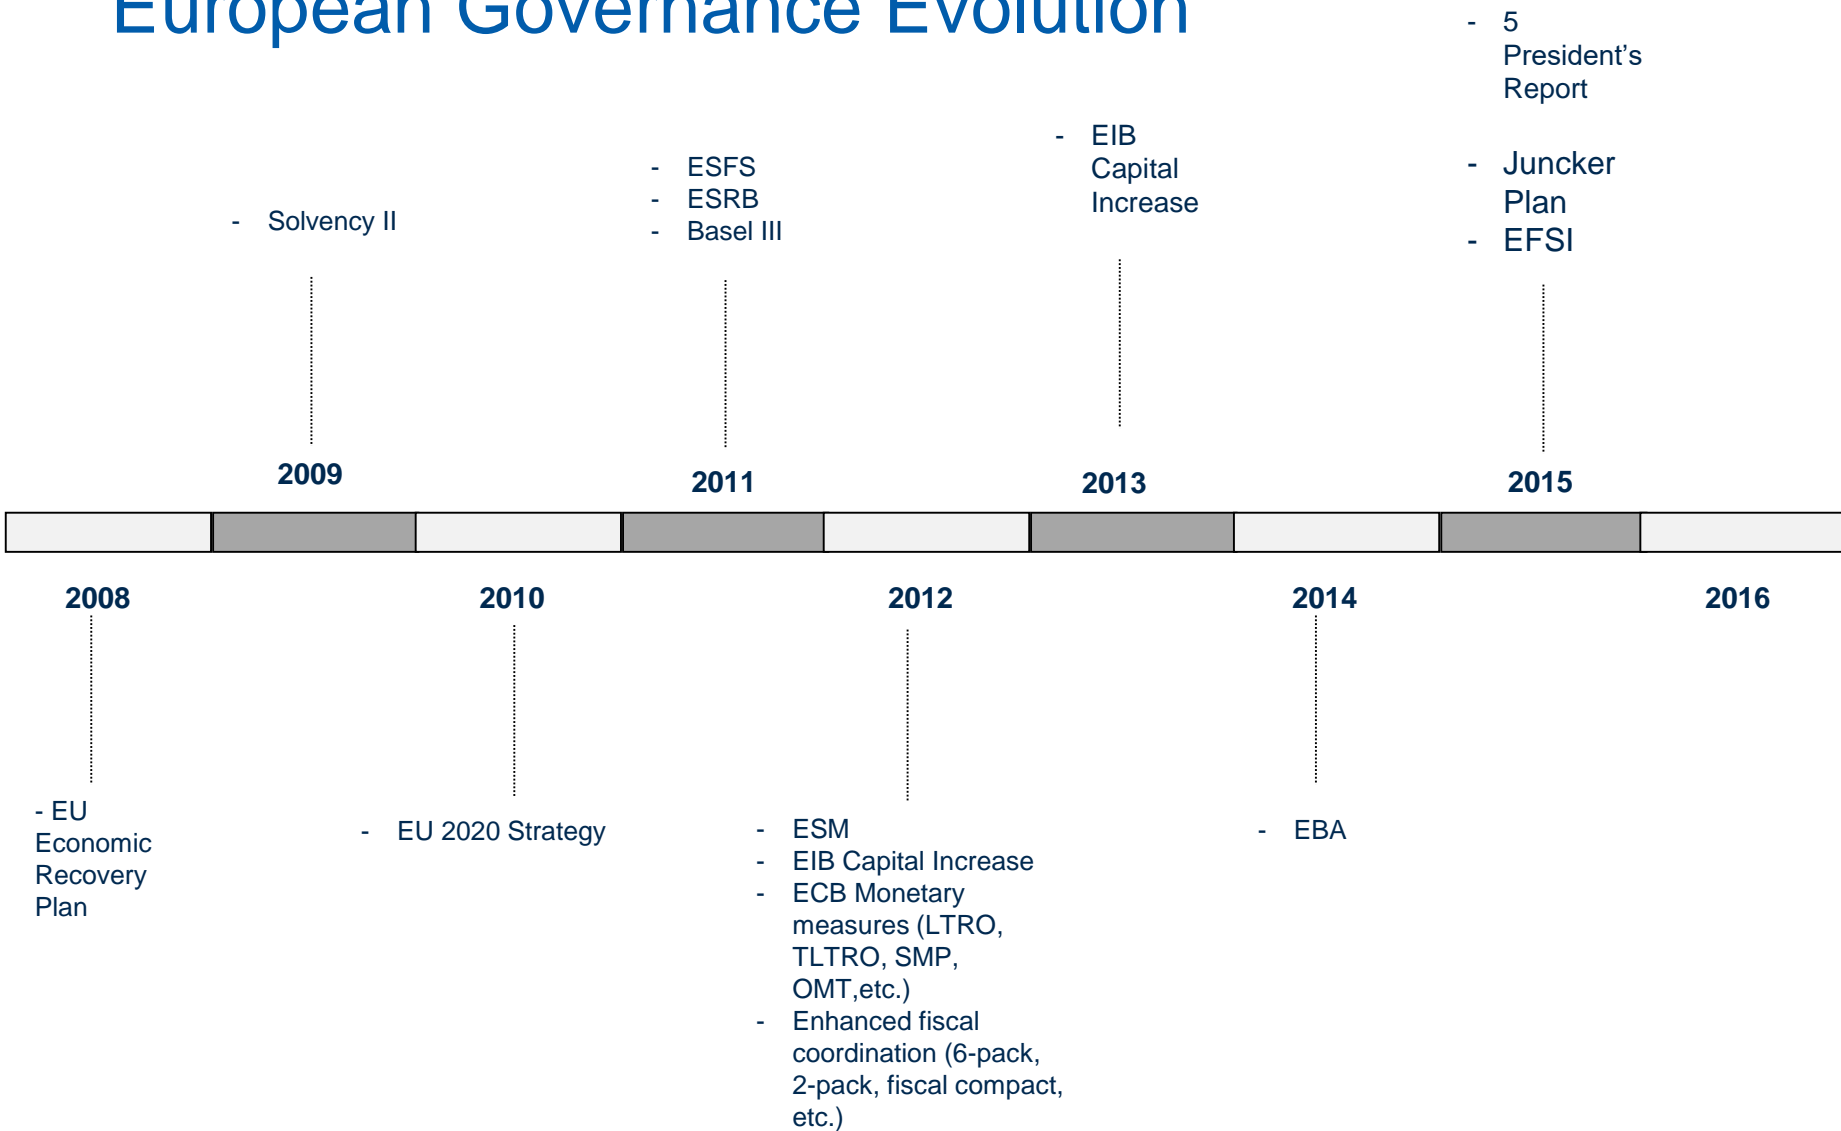 European Governance Evolution
- 5
President's
Report
- Juncker
Plan
- EFSI
- EIB
Capital
Increase
- ESFS
- ESRB
- Basel III
- Solvency II
2009
2011
2013
2015
2008
2010
2012
2014
2016
- EU
Economic
Recovery
Plan
- EU 2020 Strategy
- ESM
- EIB Capital Increase
- ECB Monetary
measures (LTRO,
TLTRO, SMP,
OMT,etc.)
- Enhanced fiscal
coordination (6-pack,
2-pack, fiscal compact,
etc.)
- EBA